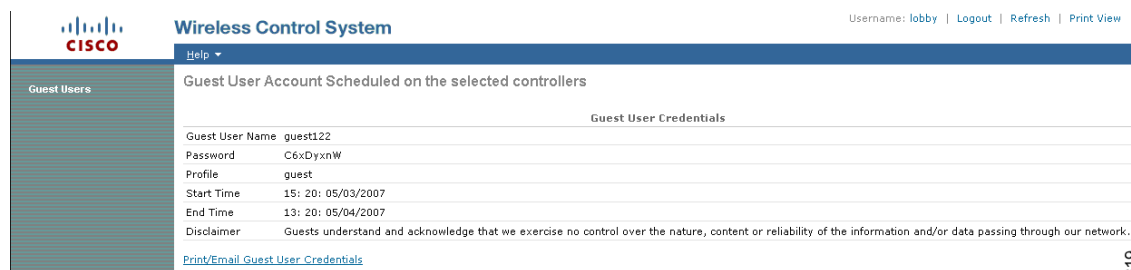 CISCO
Wireless Control System
Username: lobby | Logout | Refresh | Print View
Help
Guest Users
Guest User Account Scheduled on the selected controllers
Guest User Credentials
Guest User Name guest122
Password C6xDyxnW
Profile guest
Start Time 15: 20: 05/03/2007
End Time 13: 20: 05/04/2007
Disclaimer Guests understand and acknowledge that we exercise no control over the nature, content or reliability of the information and/or data passing through our network.
Print/Email Guest User Credentials